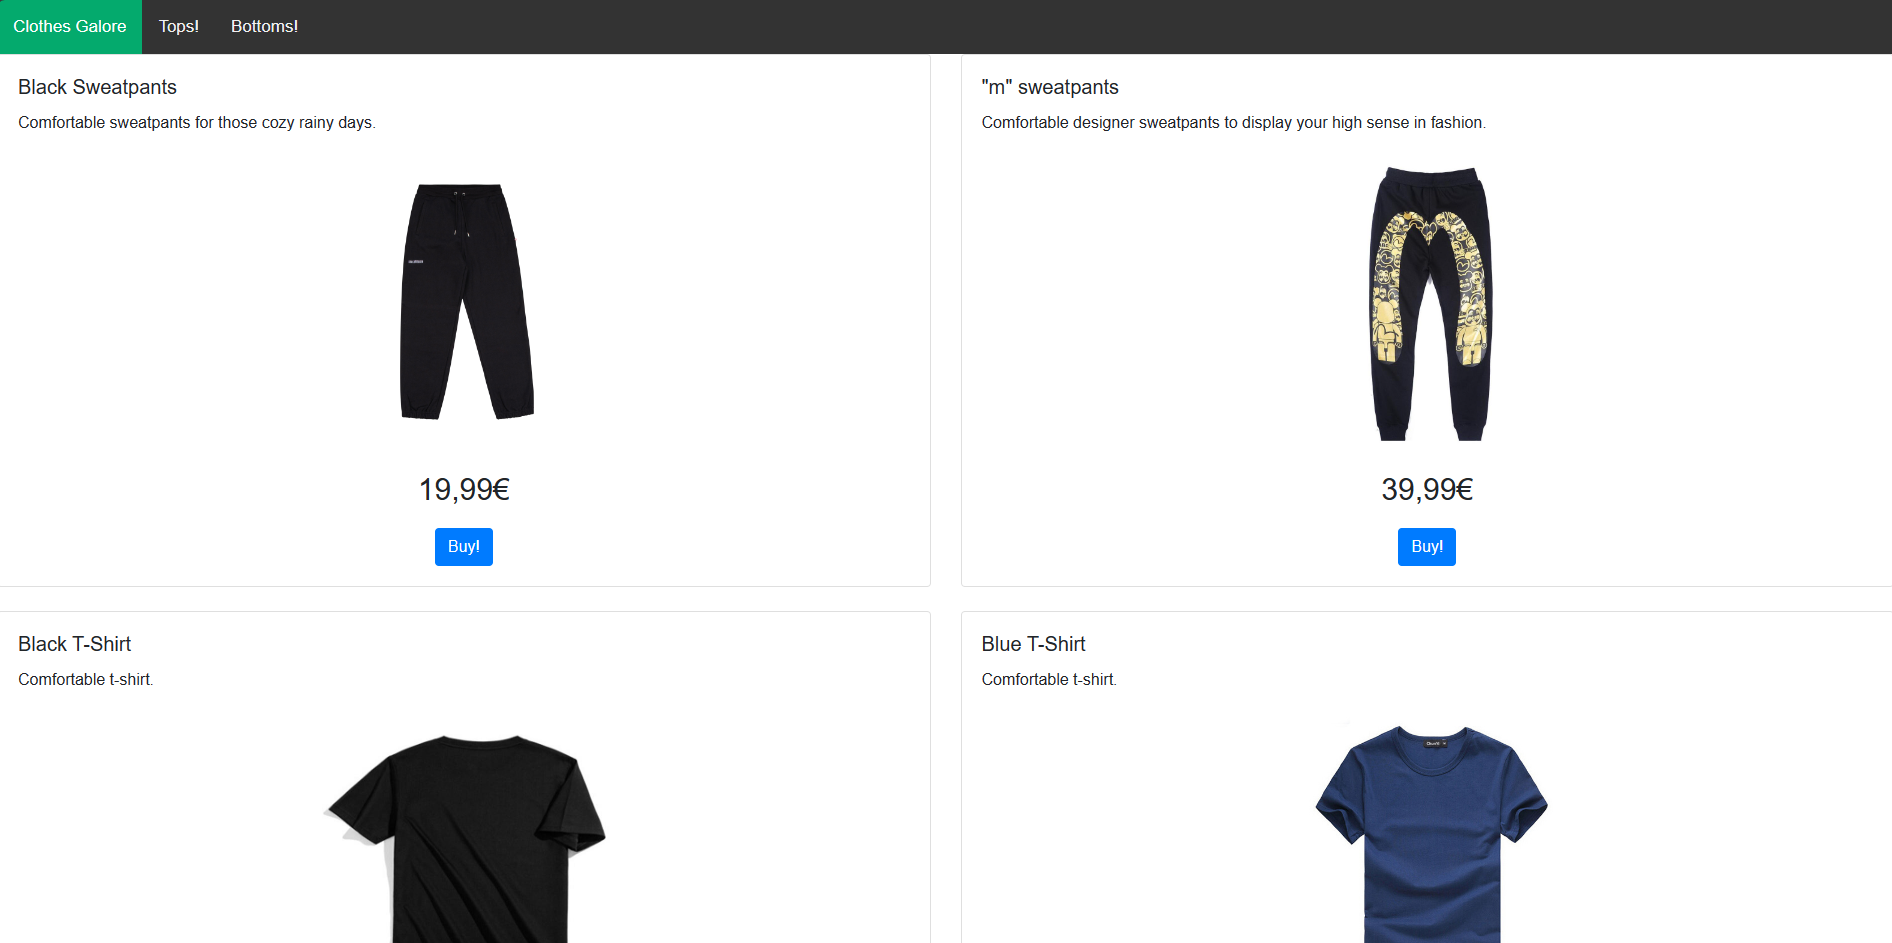 Clothes Galore Tops! Bottoms!
Black Sweatpants
Comfortable sweatpants for those cozy rainy days.
19,99€
Buy!
"m" sweatpants
Comfortable designer sweatpants to display your high sense in fashion.
39,99€
Buy!
Black T-Shirt
Comfortable t-shirt.
Blue T-Shirt
Comfortable t-shirt.